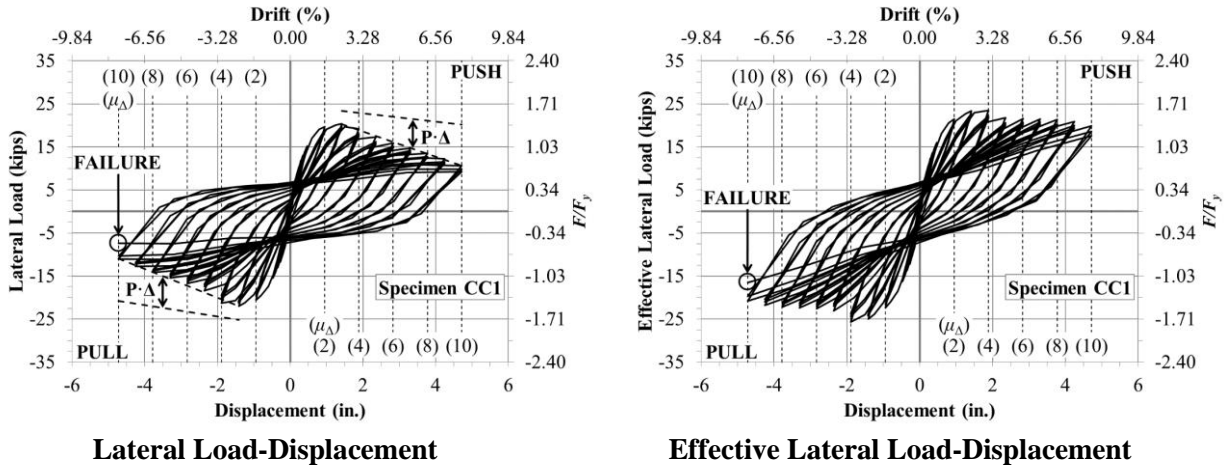 Drift (%)
-9.84 -6.56 -3.28 0.00 3.28 6.56 9.84
35 25 15 5 -5 -15 -25 -35
Lateral Load (kips)
(10) (8) (6) (4) (2)
(μΔ)
PUSH
P·Δ
FAILURE
P·Δ
Specimen CC1
(μΔ)
(2) (4) (6) (8) (10)
PULL
2.40 1.71 1.03 0.34 -0.34 -1.03 -1.71 -2.40
F/Fy
-6 -4 -2 0 2 4 6
Displacement (in.)
Lateral Load-Displacement
Drift (%)
-9.84 -6.56 -3.28 0.00 3.28 6.56 9.84
35 25 15 5 -5 -15 -25 -35
Effective Lateral Load (kips)
(10) (8) (6) (4) (2)
(μΔ)
PUSH
FAILURE
Specimen CC1
(μΔ)
(2) (4) (6) (8) (10)
PULL
2.40 1.71 1.03 0.34 -0.34 -1.03 -1.71 -2.40
F/Fy
-6 -4 -2 0 2 4 6
Displacement (in.)
Effective Lateral Load-Displacement